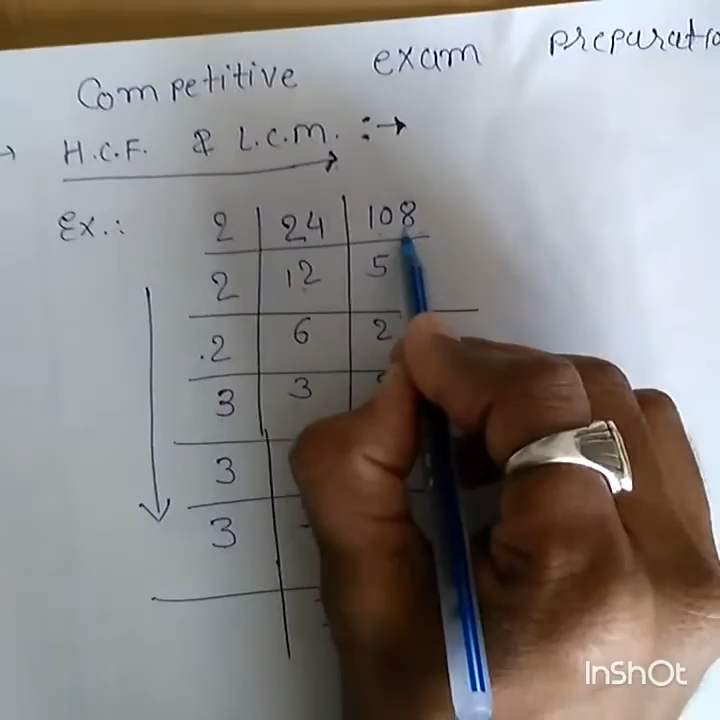 Competitive exam preparatio
→ H.C.F. & L.C.M. :→
Ex.: 2 24 108
2 12 5
.2 6 2
3 3
3
3
InShOt